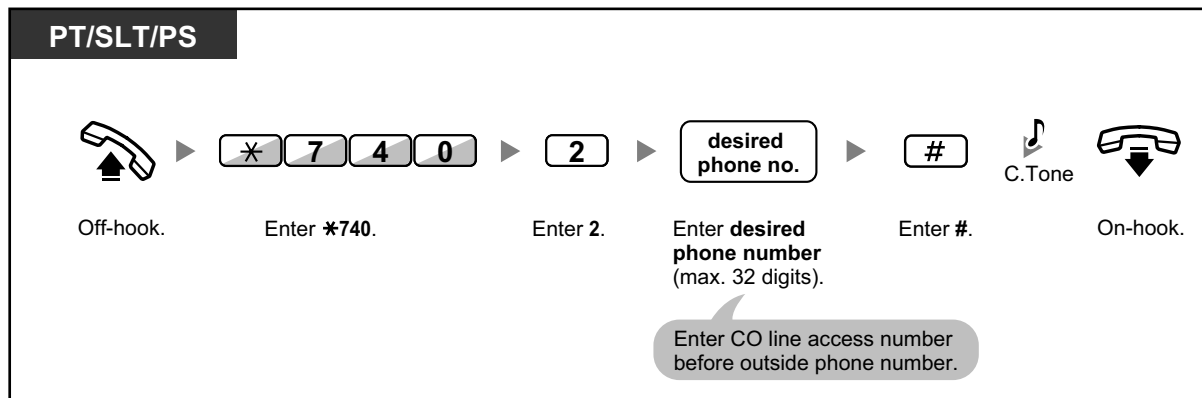 PT/SLT/PS
✳ 7 4 0
2
desired
phone no.
#
C.Tone
Off-hook.
Enter ✳740.
Enter 2.
Enter desired
phone number
(max. 32 digits).
Enter #.
On-hook.
Enter CO line access number
before outside phone number.